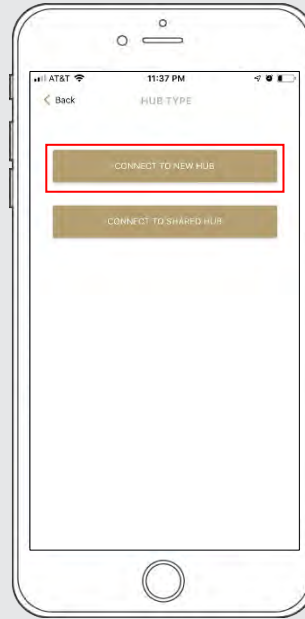 AT&T 11:37 PM
Back HUB TYPE
CONNECT TO NEW HUB
CONNECT TO SHARED HUB